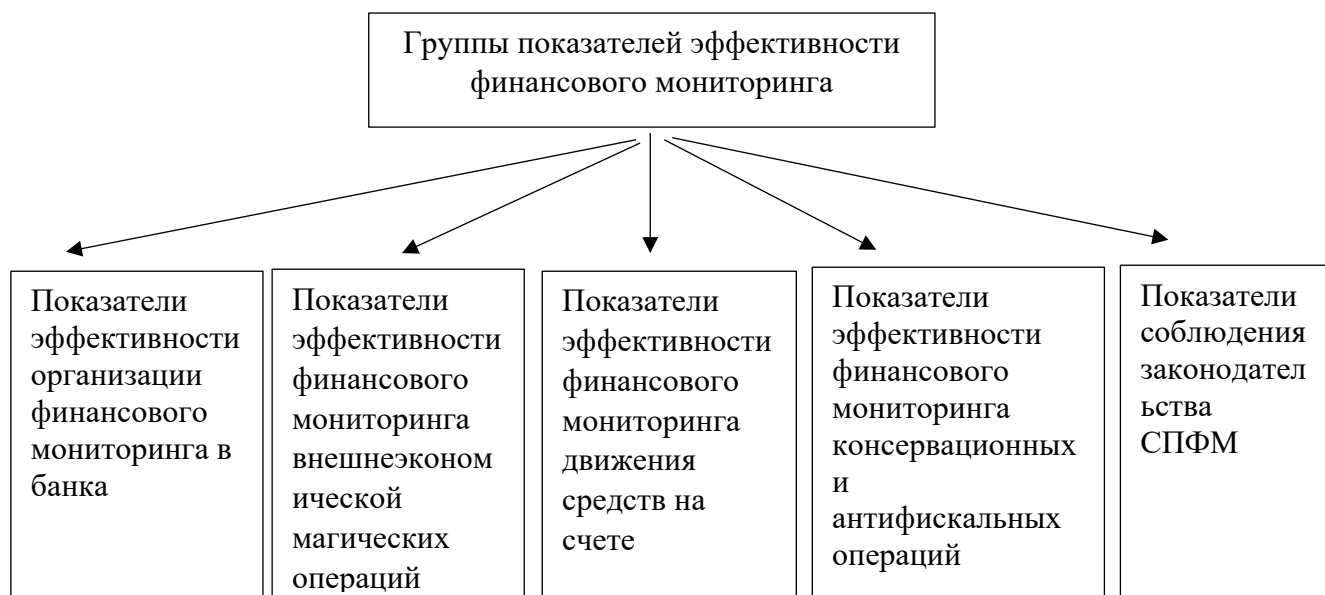 Группы показателей эффективности
финансового мониторинга
Показатели
эффективности
организации
финансового
мониторинга в
банка
Показатели
эффективности
финансового
мониторинга
внешнеэконом
ической
магических
операций
Показатели
эффективности
финансового
мониторинга
движения
средств на
счете
Показатели
эффективности
финансового
мониторинга
консервационных
и
антифискальных
операций
Показатели
соблюдения
законодател
ьства
СПФМ